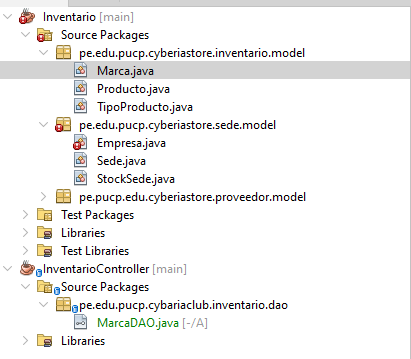 Inventario [main]
Source Packages
pe.edu.pucp.cyberiastore.inventario.model
Marca.java
Producto.java
TipoProducto.java
pe.edu.pucp.cyberiastore.sede.model
Empresa.java
Sede.java
StockSede.java
pe.pucp.edu.cyberiastore.proveedor.model
Test Packages
Libraries
Test Libraries
InventarioController [main]
Source Packages
pe.edu.pucp.cybariaclub.inventario.dao
MarcaDAO.java [-/A]
Libraries